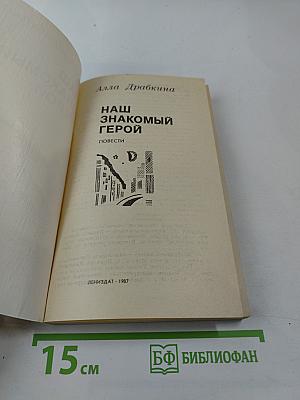 Алла Драбкина
НАШ
ЗНАКОМЫЙ
ГЕРОЙ
ПОВЕСТИ
ЛЕНИЗДАТ · 1987
15 см
БФ БИБЛИОФАН